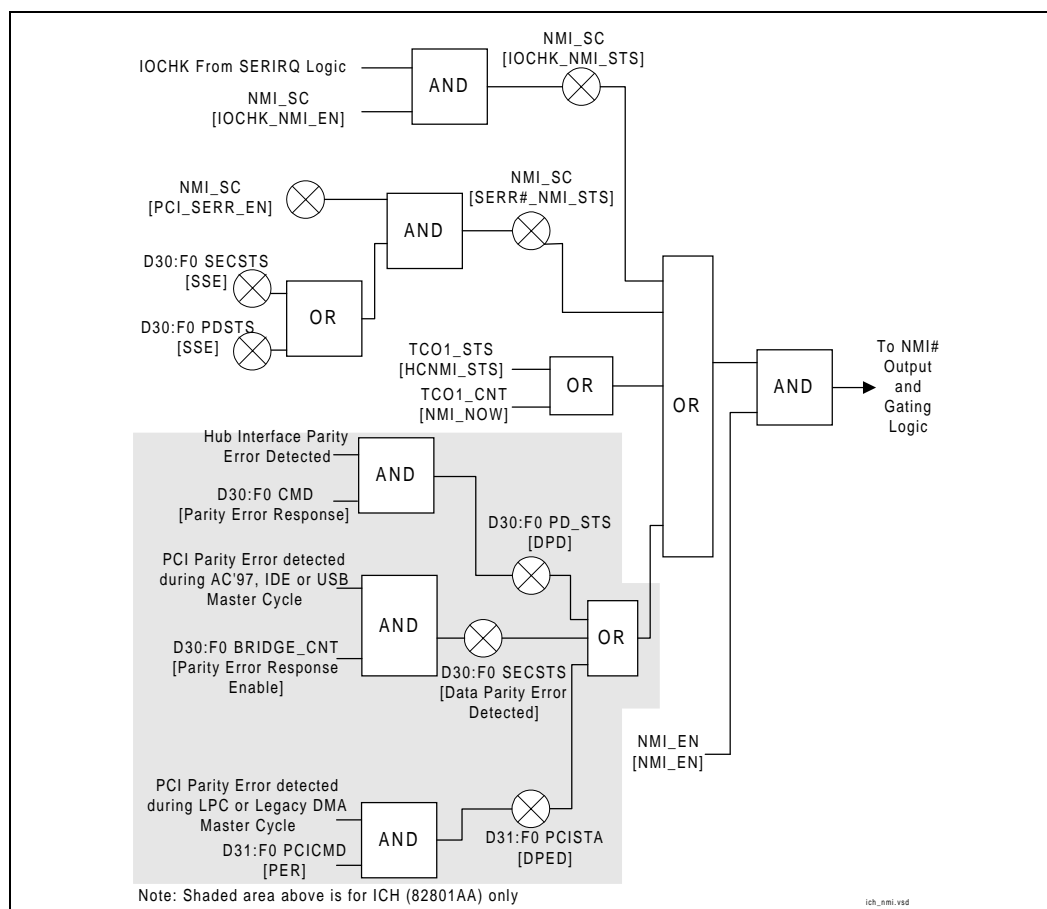 NMI_SC
[IOCHK_NMI_STS]
IOCHK From SERIRQ Logic
AND
NMI_SC
[IOCHK_NMI_EN]
NMI_SC
[PCI_SERR_EN]
NMI_SC
[SERR#_NMI_STS]
AND
D30:F0 SECSTS
[SSE]
OR
D30:F0 PDSTS
[SSE]
TCO1_STS
[HCNMI_STS]
OR
TCO1_CNT
[NMI_NOW]
OR
AND
To NMI#
Output
and
Gating
Logic
Hub Interface Parity
Error Detected
AND
D30:F0 CMD
[Parity Error Response]
D30:F0 PD_STS
[DPD]
PCI Parity Error detected
during AC'97, IDE or USB
Master Cycle
AND
OR
D30:F0 BRIDGE_CNT
[Parity Error Response
Enable]
D30:F0 SECSTS
[Data Parity Error
Detected]
NMI_EN
[NMI_EN]
PCI Parity Error detected
during LPC or Legacy DMA
Master Cycle
AND
D31:F0 PCISTA
[DPED]
D31:F0 PCICMD
[PER]
Note: Shaded area above is for ICH (82801AA) only
ich_nmi.vsd